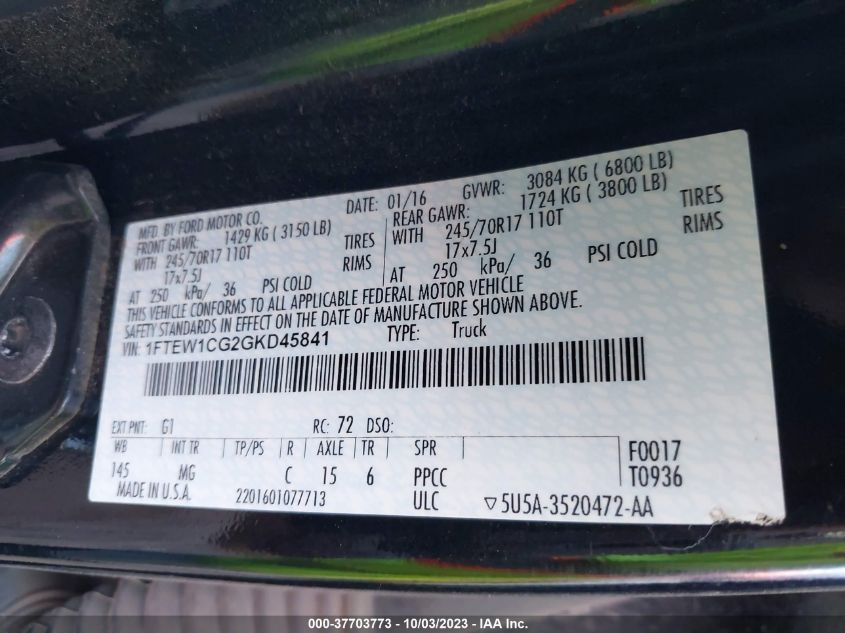 MFD. BY FORD MOTOR CO.
DATE: 01/16 GVWR: 3084 KG ( 6800 LB)
FRONT GAWR: 1429 KG ( 3150 LB)
WITH 245/70R17 110T TIRES
17x7.5J RIMS
AT 250 kPa/ 36 PSI COLD
REAR GAWR: 1724 KG ( 3800 LB)
WITH 245/70R17 110T TIRES
17x7.5J RIMS
AT 250 kPa/ 36 PSI COLD
THIS VEHICLE CONFORMS TO ALL APPLICABLE FEDERAL MOTOR VEHICLE
SAFETY STANDARDS IN EFFECT ON THE DATE OF MANUFACTURE SHOWN ABOVE.
VIN: 1FTEW1CG2GKD45841 TYPE: Truck
EXT PNT: G1 RC: 72 DSO:
WB INT TR TP/PS R AXLE TR SPR
145 MG C 15 6 PPCC
F0017
T0936
MADE IN U.S.A. 2201601077713 ULC ▽5U5A-3520472-AA
000-37703773 - 10/03/2023 - IAA Inc.